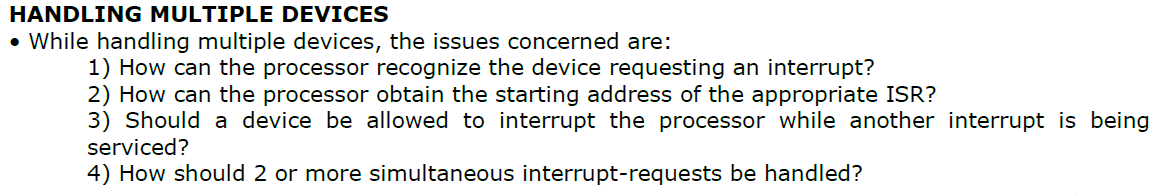 HANDLING MULTIPLE DEVICES
• While handling multiple devices, the issues concerned are:
1) How can the processor recognize the device requesting an interrupt?
2) How can the processor obtain the starting address of the appropriate ISR?
3) Should a device be allowed to interrupt the processor while another interrupt is being
serviced?
4) How should 2 or more simultaneous interrupt-requests be handled?